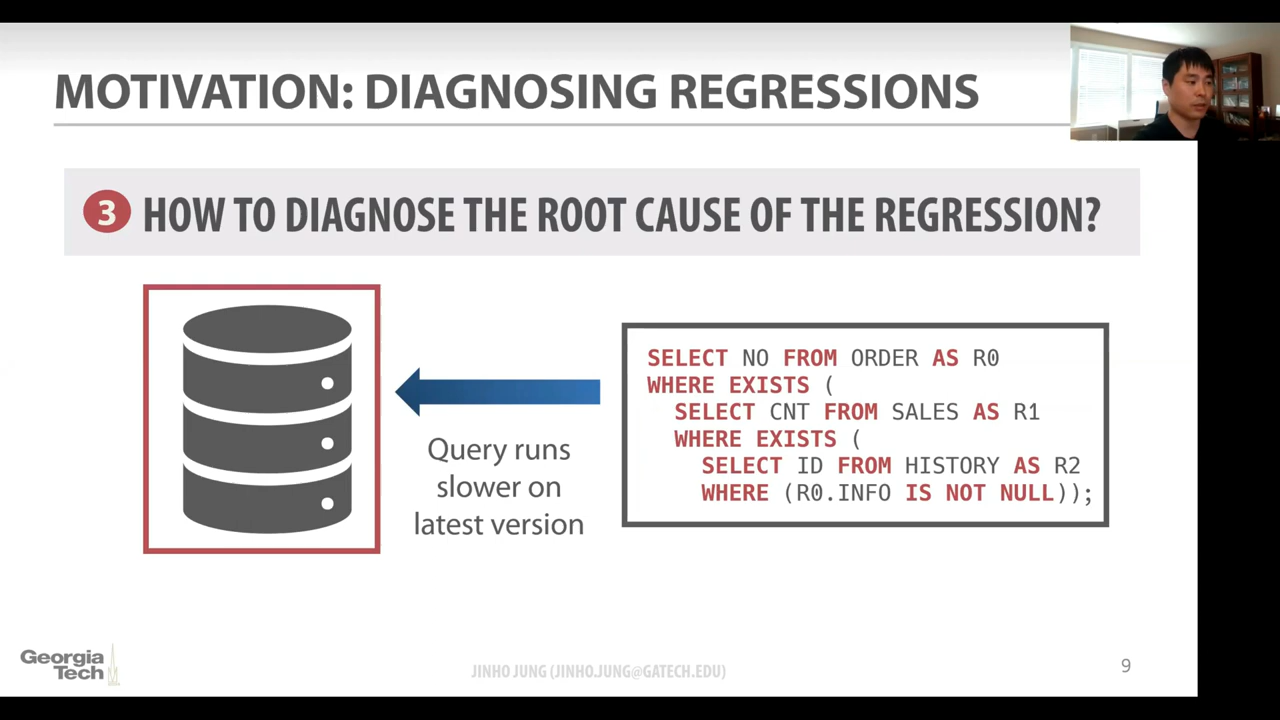 MOTIVATION: DIAGNOSING REGRESSIONS
3 HOW TO DIAGNOSE THE ROOT CAUSE OF THE REGRESSION?
Query runs
slower on
latest version
SELECT NO FROM ORDER AS R0
WHERE EXISTS (
SELECT CNT FROM SALES AS R1
WHERE EXISTS (
SELECT ID FROM HISTORY AS R2
WHERE (R0.INFO IS NOT NULL));
Georgia
Tech
JINHO JUNG (JINHO.JUNG@GATECH.EDU)
9